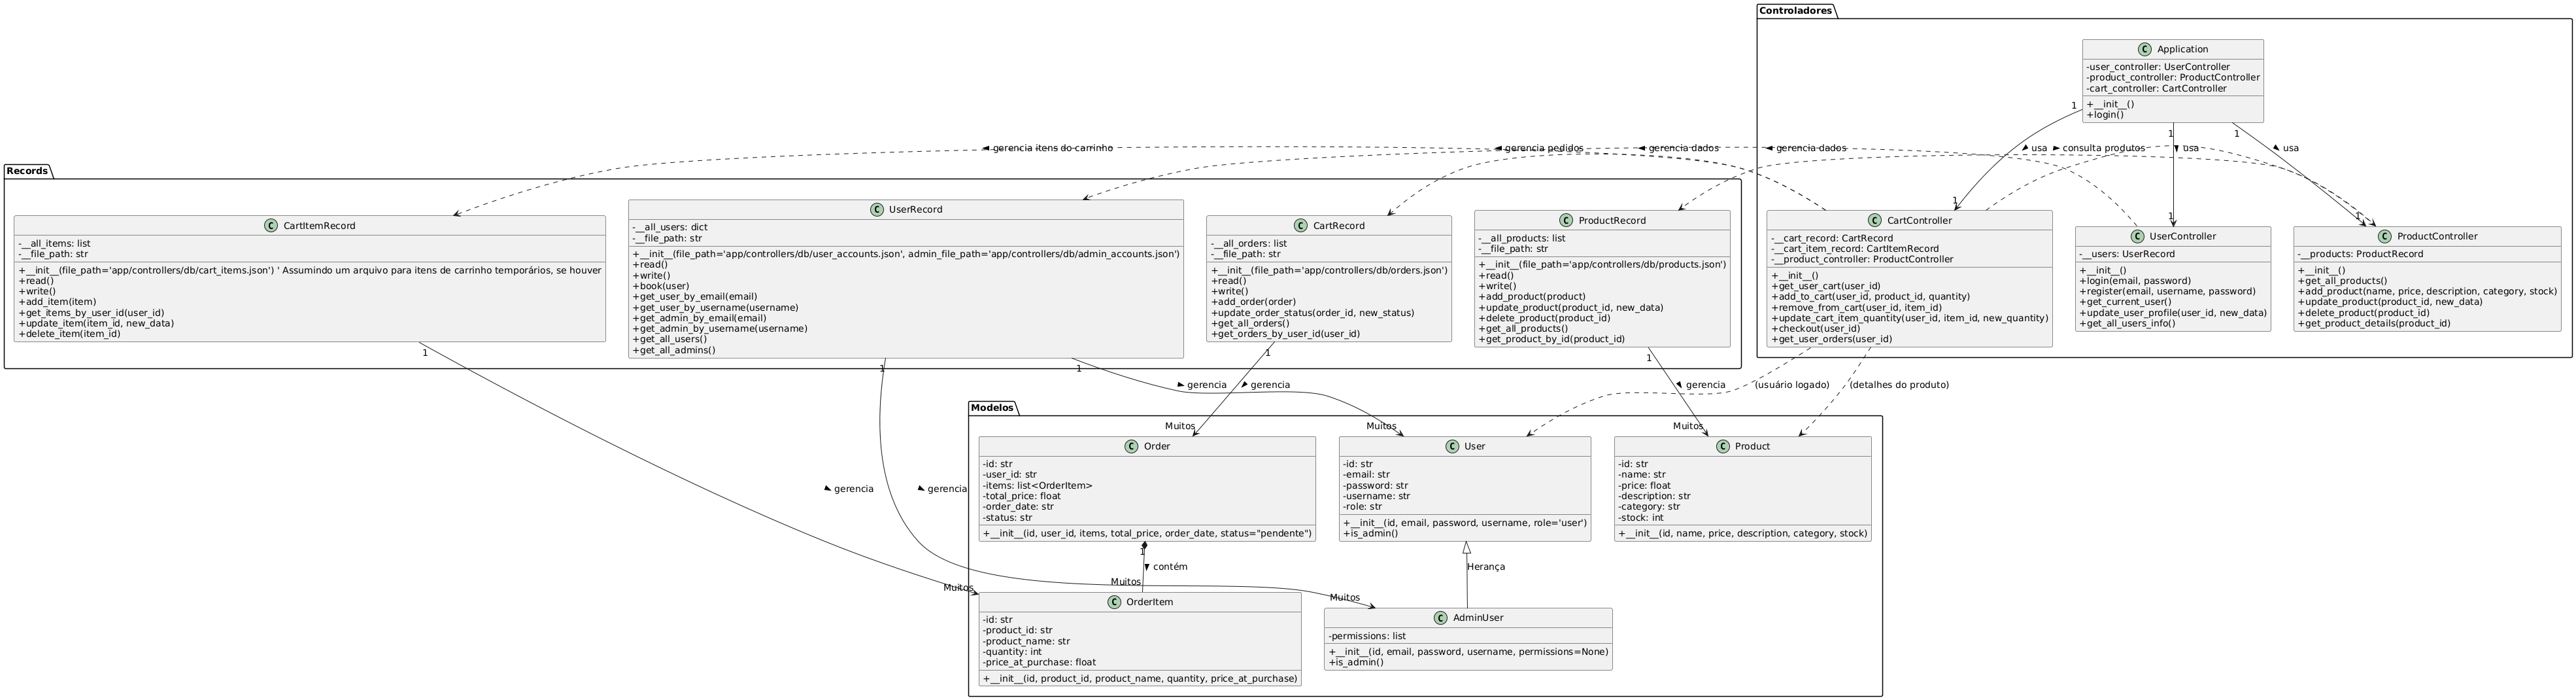 Controladores
Application
-user_controller: UserController
-product_controller: ProductController
-cart_controller: CartController
+__init__()
+login()
1
1
1
gerencia itens do carrinho
gerencia pedidos
gerencia dados
gerencia dados
usa
consulta produtos
usa
usa
Records
CartItemRecord
-__all_items: list
-__file_path: str
+__init__(file_path='app/controllers/db/cart_items.json') ' Assumindo um arquivo para itens de carrinho temporários, se houver
+read()
+write()
+add_item(item)
+get_items_by_user_id(user_id)
+update_item(item_id, new_data)
+delete_item(item_id)
UserRecord
-__all_users: dict
-__file_path: str
+__init__(file_path='app/controllers/db/user_accounts.json', admin_file_path='app/controllers/db/admin_accounts.json')
+read()
+write()
+book(user)
+get_user_by_email(email)
+get_user_by_username(username)
+get_admin_by_email(email)
+get_admin_by_username(username)
+get_all_users()
+get_all_admins()
CartRecord
-__all_orders: list
-__file_path: str
+__init__(file_path='app/controllers/db/orders.json')
+read()
+write()
+add_order(order)
+update_order_status(order_id, new_status)
+get_all_orders()
+get_orders_by_user_id(user_id)
ProductRecord
-__all_products: list
-__file_path: str
+__init__(file_path='app/controllers/db/products.json')
+read()
+write()
+add_product(product)
+update_product(product_id, new_data)
+delete_product(product_id)
+get_all_products()
+get_product_by_id(product_id)
1
CartController
-__cart_record: CartRecord
-__cart_item_record: CartItemRecord
-__product_controller: ProductController
+__init__()
+get_user_cart(user_id)
+add_to_cart(user_id, product_id, quantity)
+remove_from_cart(user_id, item_id)
+update_cart_item_quantity(user_id, item_id, new_quantity)
+checkout(user_id)
+get_user_orders(user_id)
1
UserController
-__users: UserRecord
+__init__()
+login(email, password)
+register(email, username, password)
+get_current_user()
+update_user_profile(user_id, new_data)
+get_all_users_info()
1
ProductController
-__products: ProductRecord
+__init__()
+get_all_products()
+add_product(name, price, description, category, stock)
+update_product(product_id, new_data)
+delete_product(product_id)
+get_product_details(product_id)
1
1
1
1
1
gerencia
gerencia
gerencia
(usuário logado)
(detalhes do produto)
Modelos
Muitos
Muitos
Muitos
Order
-id: str
-user_id: str
-items: list<OrderItem>
-total_price: float
-order_date: str
-status: str
+__init__(id, user_id, items, total_price, order_date, status="pendente")
User
-id: str
-email: str
-password: str
-username: str
-role: str
+__init__(id, email, password, username, role='user')
+is_admin()
Product
-id: str
-name: str
-price: float
-description: str
-category: str
-stock: int
+__init__(id, name, price, description, category, stock)
gerencia
gerencia
1
contém
Herança
Muitos
Muitos
Muitos
OrderItem
-id: str
-product_id: str
-product_name: str
-quantity: int
-price_at_purchase: float
+__init__(id, product_id, product_name, quantity, price_at_purchase)
AdminUser
-permissions: list
+__init__(id, email, password, username, permissions=None)
+is_admin()